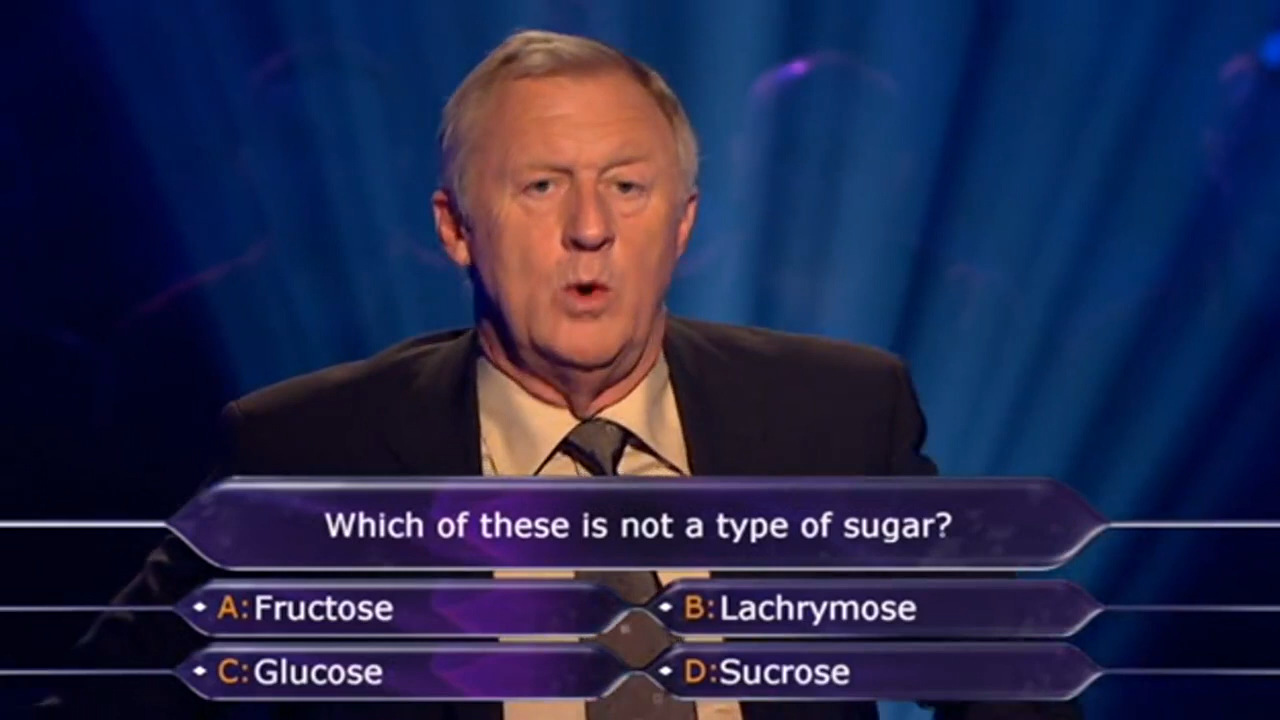 Which of these is not a type of sugar?
A: Fructose
B: Lachrymose
C: Glucose
D: Sucrose